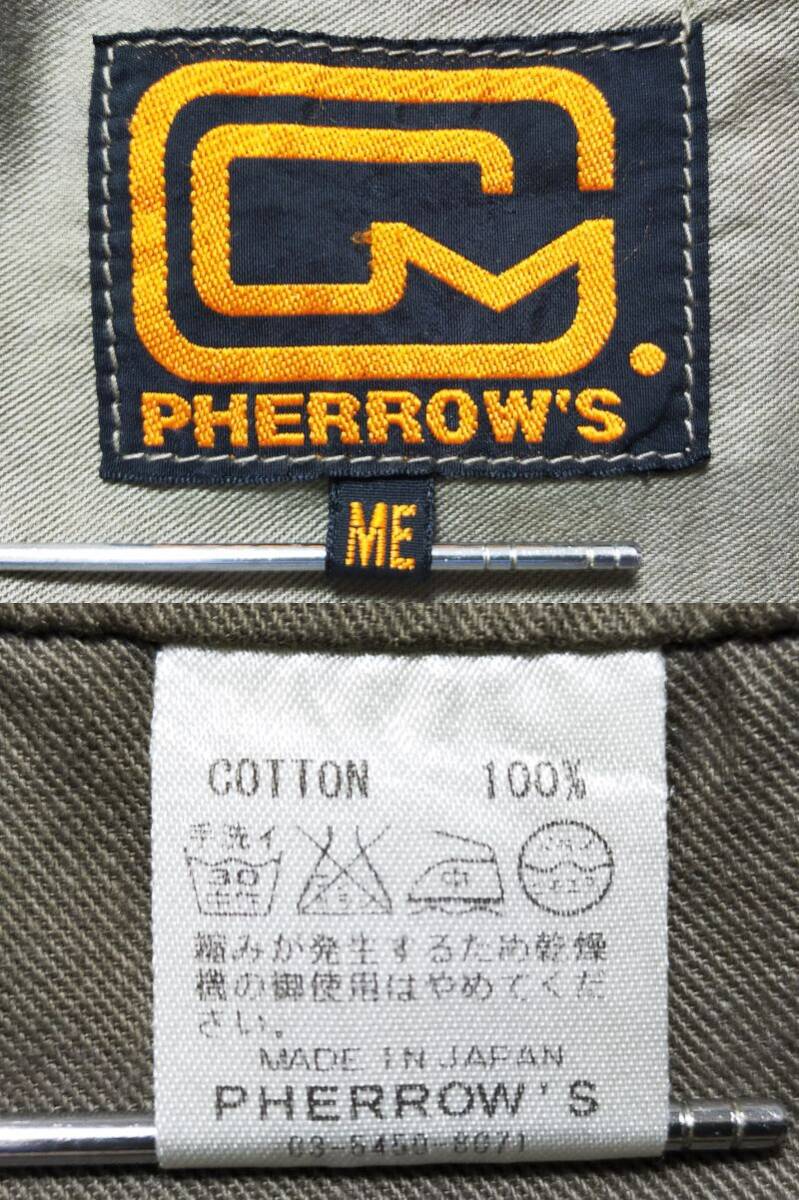 PHERROW'S
ME
COTTON 100%
手洗イ
30
中
縮みが発生するため乾燥
機の御使用はやめてくだ
さい。
MADE IN JAPAN
PHERROW'S
03-5450-8071